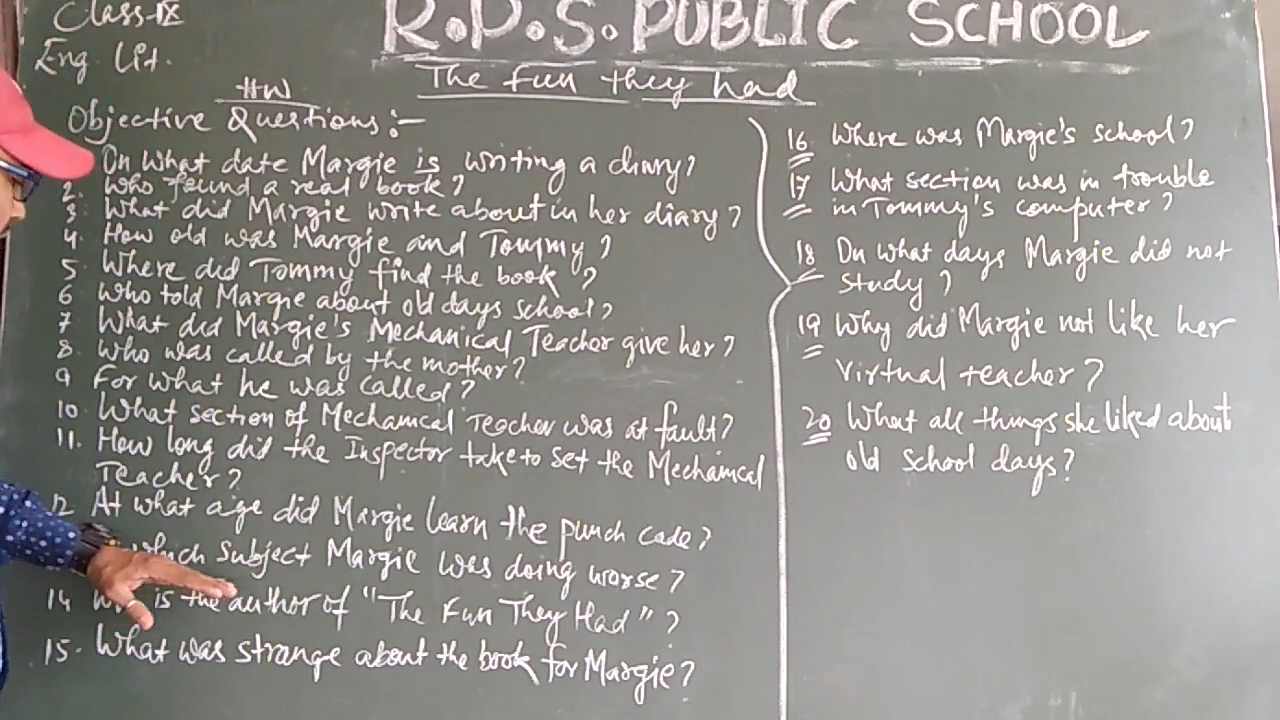 Class-IX
R.P.S. PUBLIC SCHOOL
Eng Lit.
The Fun they had
HW
Objective Questions:-
On what date Margie is writing a diary?
2. Who found a real book?
3. What did Margie write about in her diary?
4. How old was Margie and Tommy?
5 Where did Tommy find the book?
6 Who told Margie about old days school?
7 What did Margie's Mechanical Teacher give her?
8. Who was called by the mother?
9 For what he was called?
10. What section of Mechanical Teacher was at fault?
11. How long did the Inspector take to set the Mechanical
Teacher?
12 At what age did Margie learn the punch code?
which subject Margie was doing worse?
14 is the author of "The Fun They Had"?
15. What was strange about the book for Margie?
16 Where was Margie's school?
17 What section was in trouble
in Tommy's computer?
18 On what days Margie did not
study?
19 Why did Margie not like her
virtual teacher?
20 What all things she liked about
old school days?